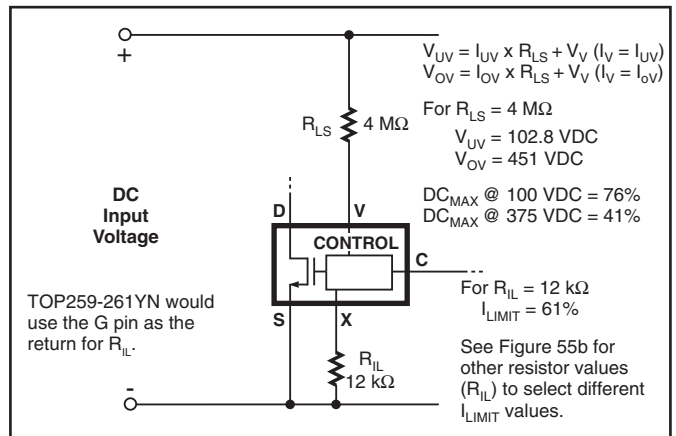 +
V_UV = I_UV x R_LS + V_V (I_V = I_UV)
V_OV = I_OV x R_LS + V_V (I_V = I_oV)
For R_LS = 4 MΩ
V_UV = 102.8 VDC
V_OV = 451 VDC
DC_MAX @ 100 VDC = 76%
DC_MAX @ 375 VDC = 41%
R_LS
4 MΩ
DC
Input
Voltage
D
V
CONTROL
C
S
X
For R_IL = 12 kΩ
I_LIMIT = 61%
TOP259-261YN would
use the G pin as the
return for R_IL.
R_IL
12 kΩ
See Figure 55b for
other resistor values
(R_IL) to select different
I_LIMIT values.
-